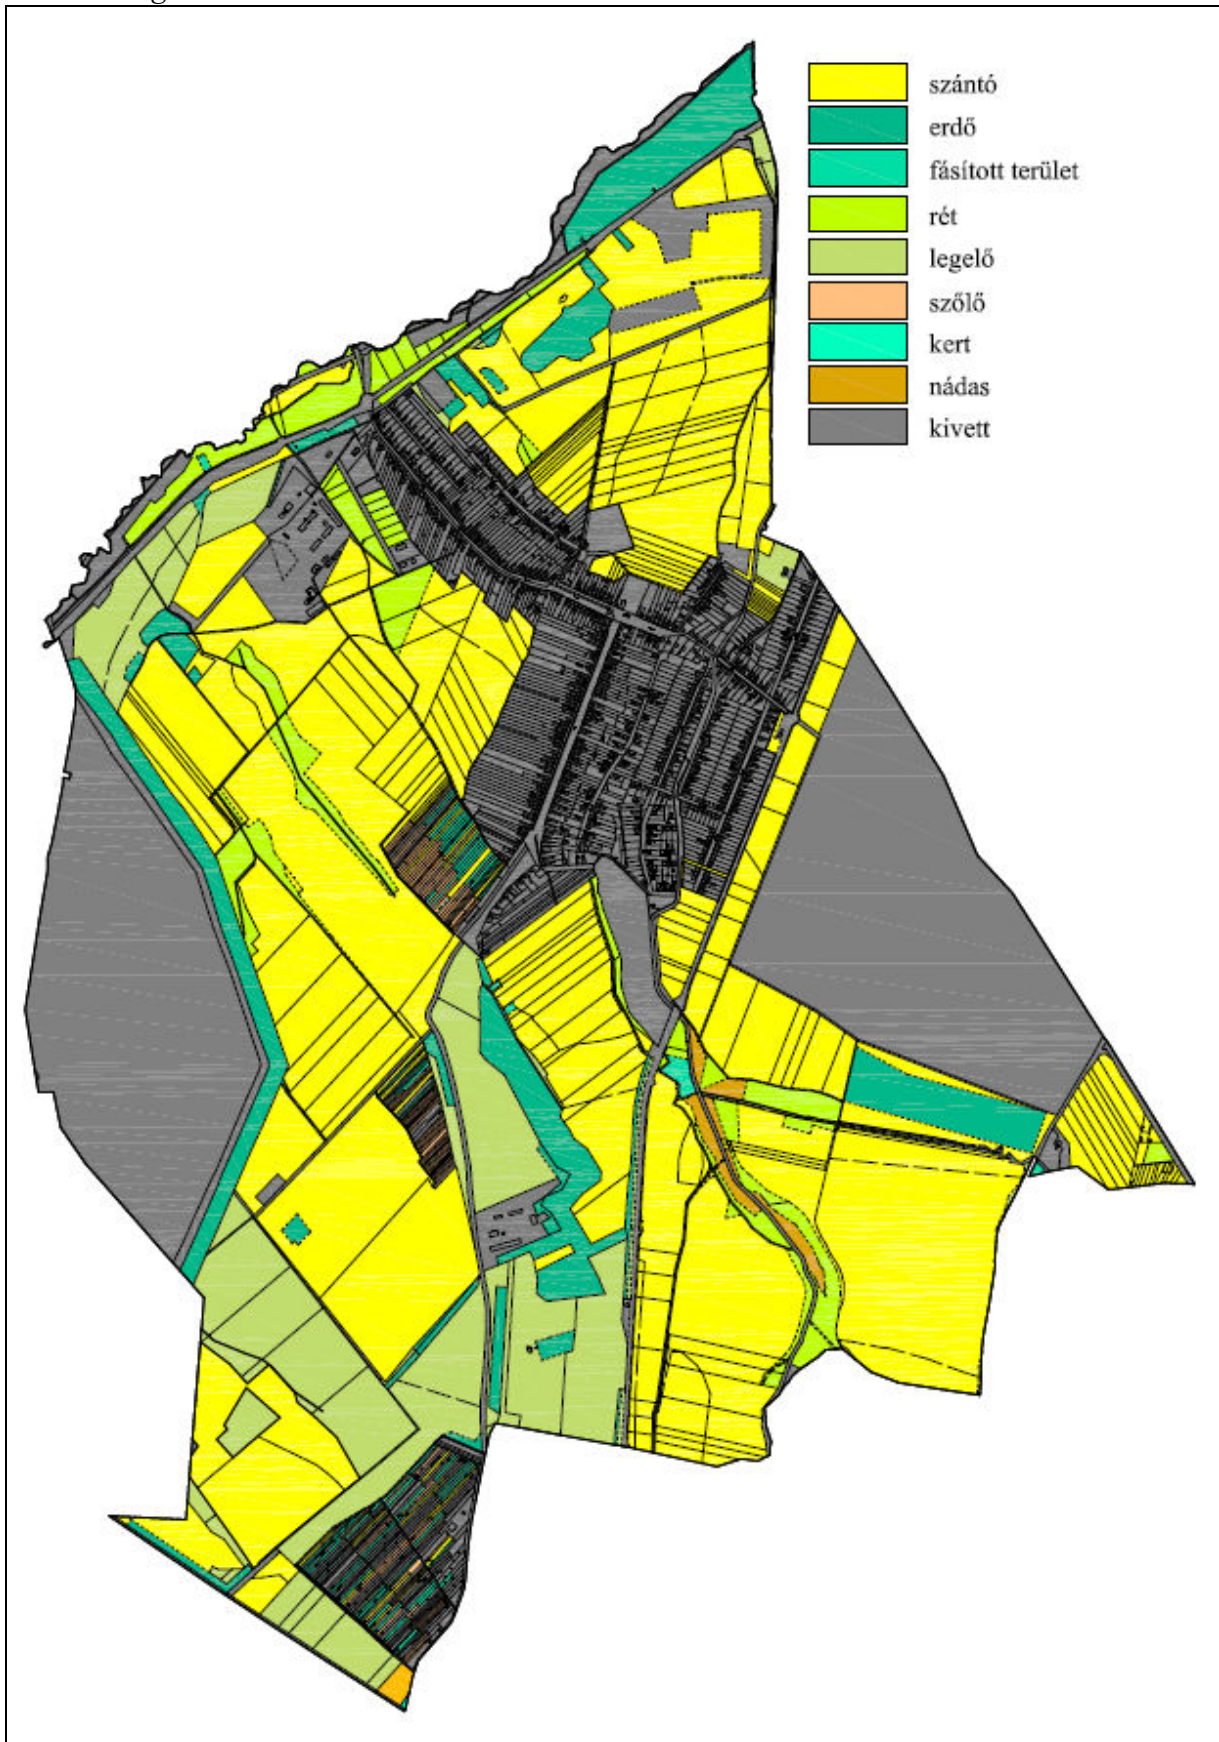 szántó
erdő
fásított terület
rét
legelő
szőlő
kert
nádas
kivett